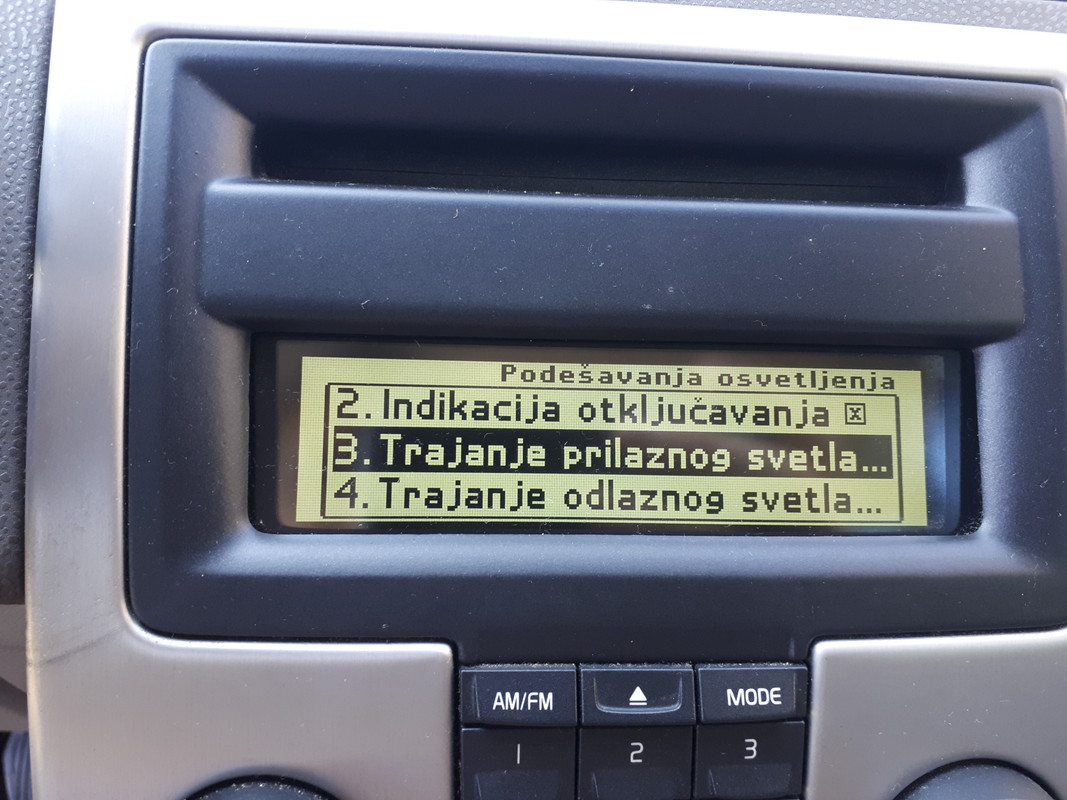 Podešavanja osvetljenja
2. Indikacija otključavanja
3. Trajanje prilaznog svetla...
4. Trajanje odlaznog svetla...
AM/FM MODE
1 2 3